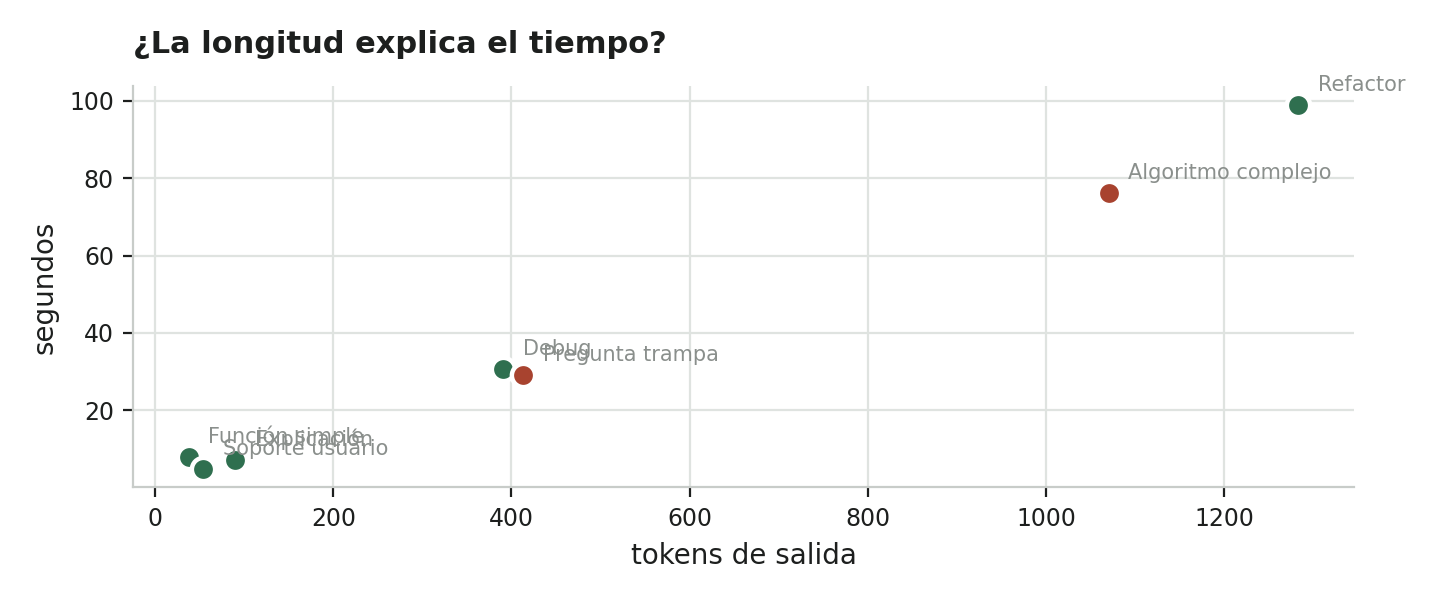 ¿La longitud explica el tiempo?
Refactor
100
Algoritmo complejo
80
segundos
60
40
Debug
Pregunta trampa
20
Función simple
Explicación
Soporte usuario
0 200 400 600 800 1000 1200
tokens de salida